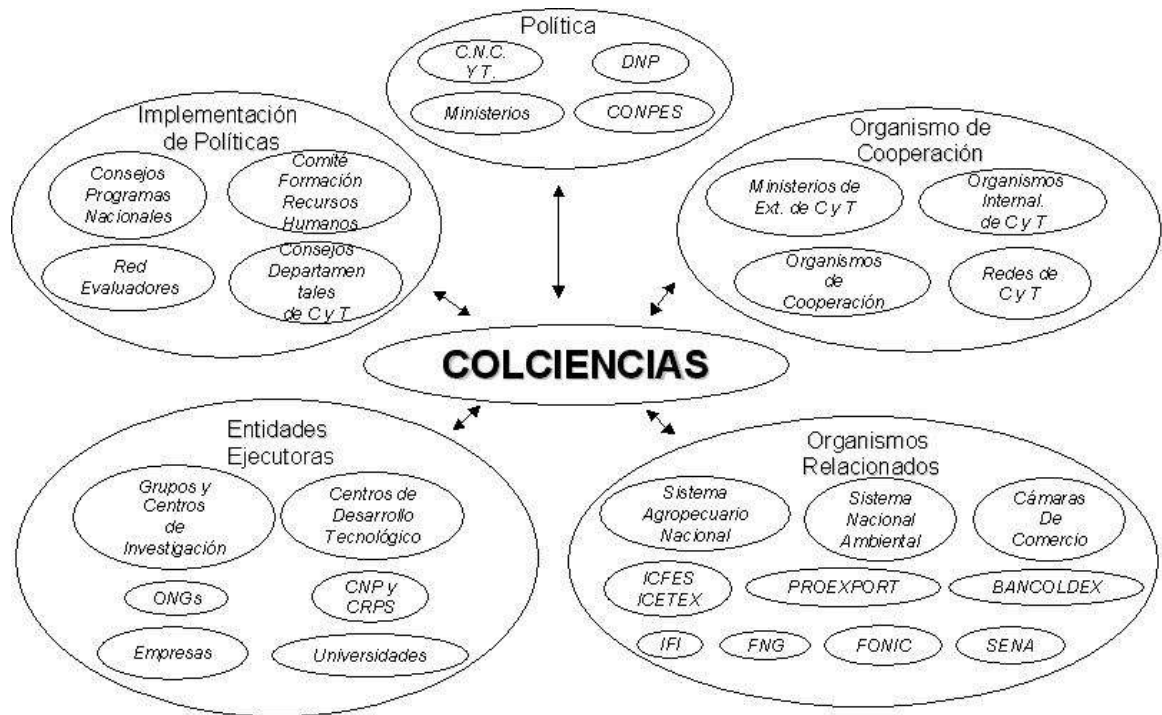 Política
C.N.C.
Y T.
DNP
Ministerios
CONPES
Implementación
de Políticas
Consejos
Programas
Nacionales
Comité
Formación
Recursos
Humanos
Red
Evaluadores
Consejos
Departamen
tales
de C y T
Organismo de
Cooperación
Ministerios de
Ext. de C y T
Organismos
Internal.
de C y T
Organismos
de
Cooperación
Redes de
C y T
COLCIENCIAS
Entidades
Ejecutoras
Grupos y
Centros
de
Investigación
Centros de
Desarrollo
Tecnológico
ONGs
CNP y
CRPS
Empresas
Universidades
Organismos
Relacionados
Sistema
Agropecuario
Nacional
Sistema
Nacional
Ambiental
Cámaras
De
Comercio
ICFES
ICETEX
PROEXPORT
BANCOLDEX
IFI
FNG
FONIC
SENA